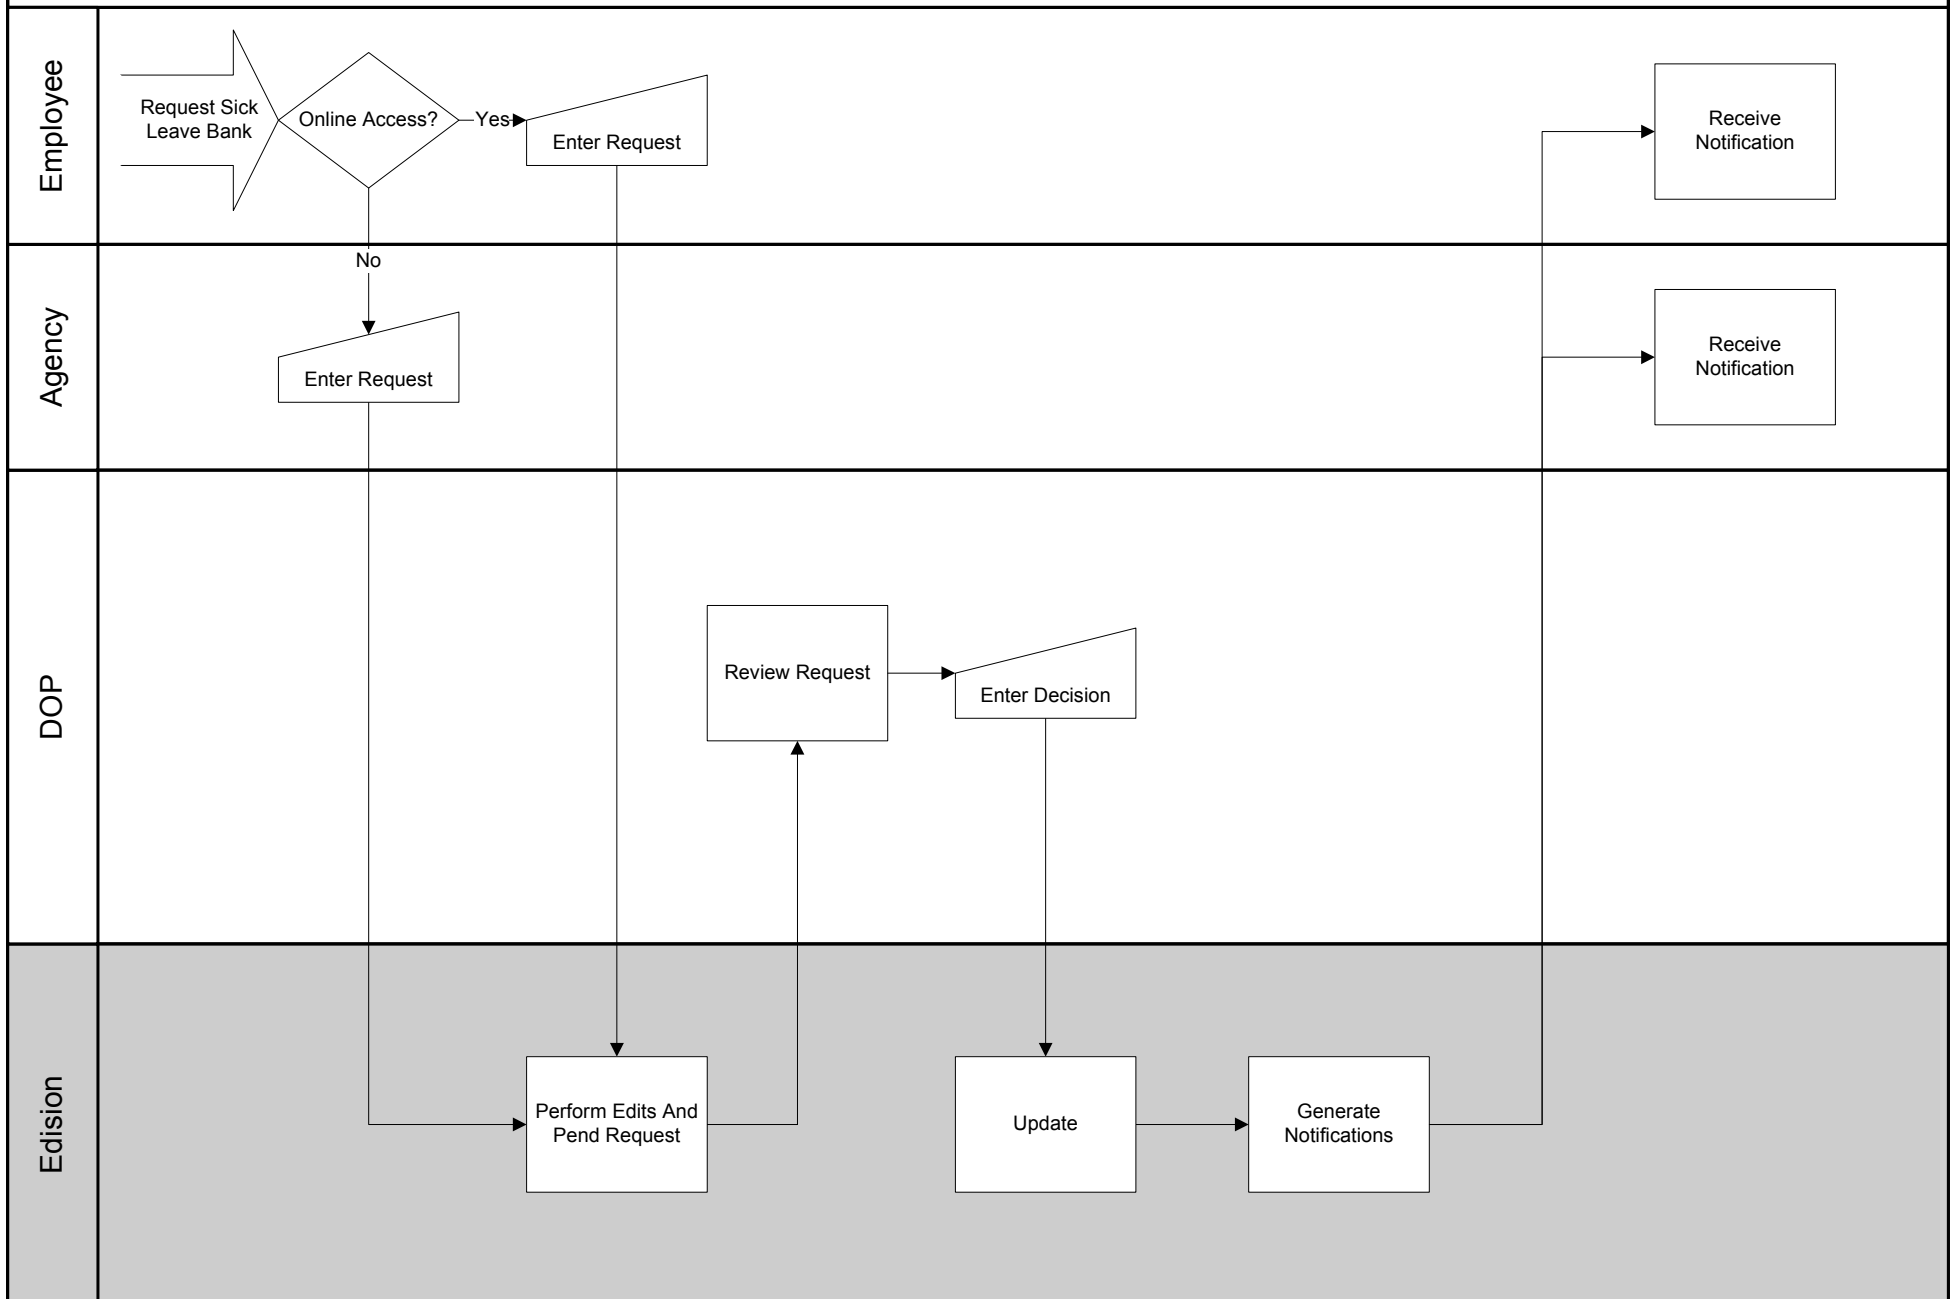 Employee
Request Sick
Leave Bank
Online Access?
Yes
Enter Request
Receive
Notification
No
Agency
Enter Request
Receive
Notification
DOP
Review Request
Enter Decision
Edision
Perform Edits And
Pend Request
Update
Generate
Notifications